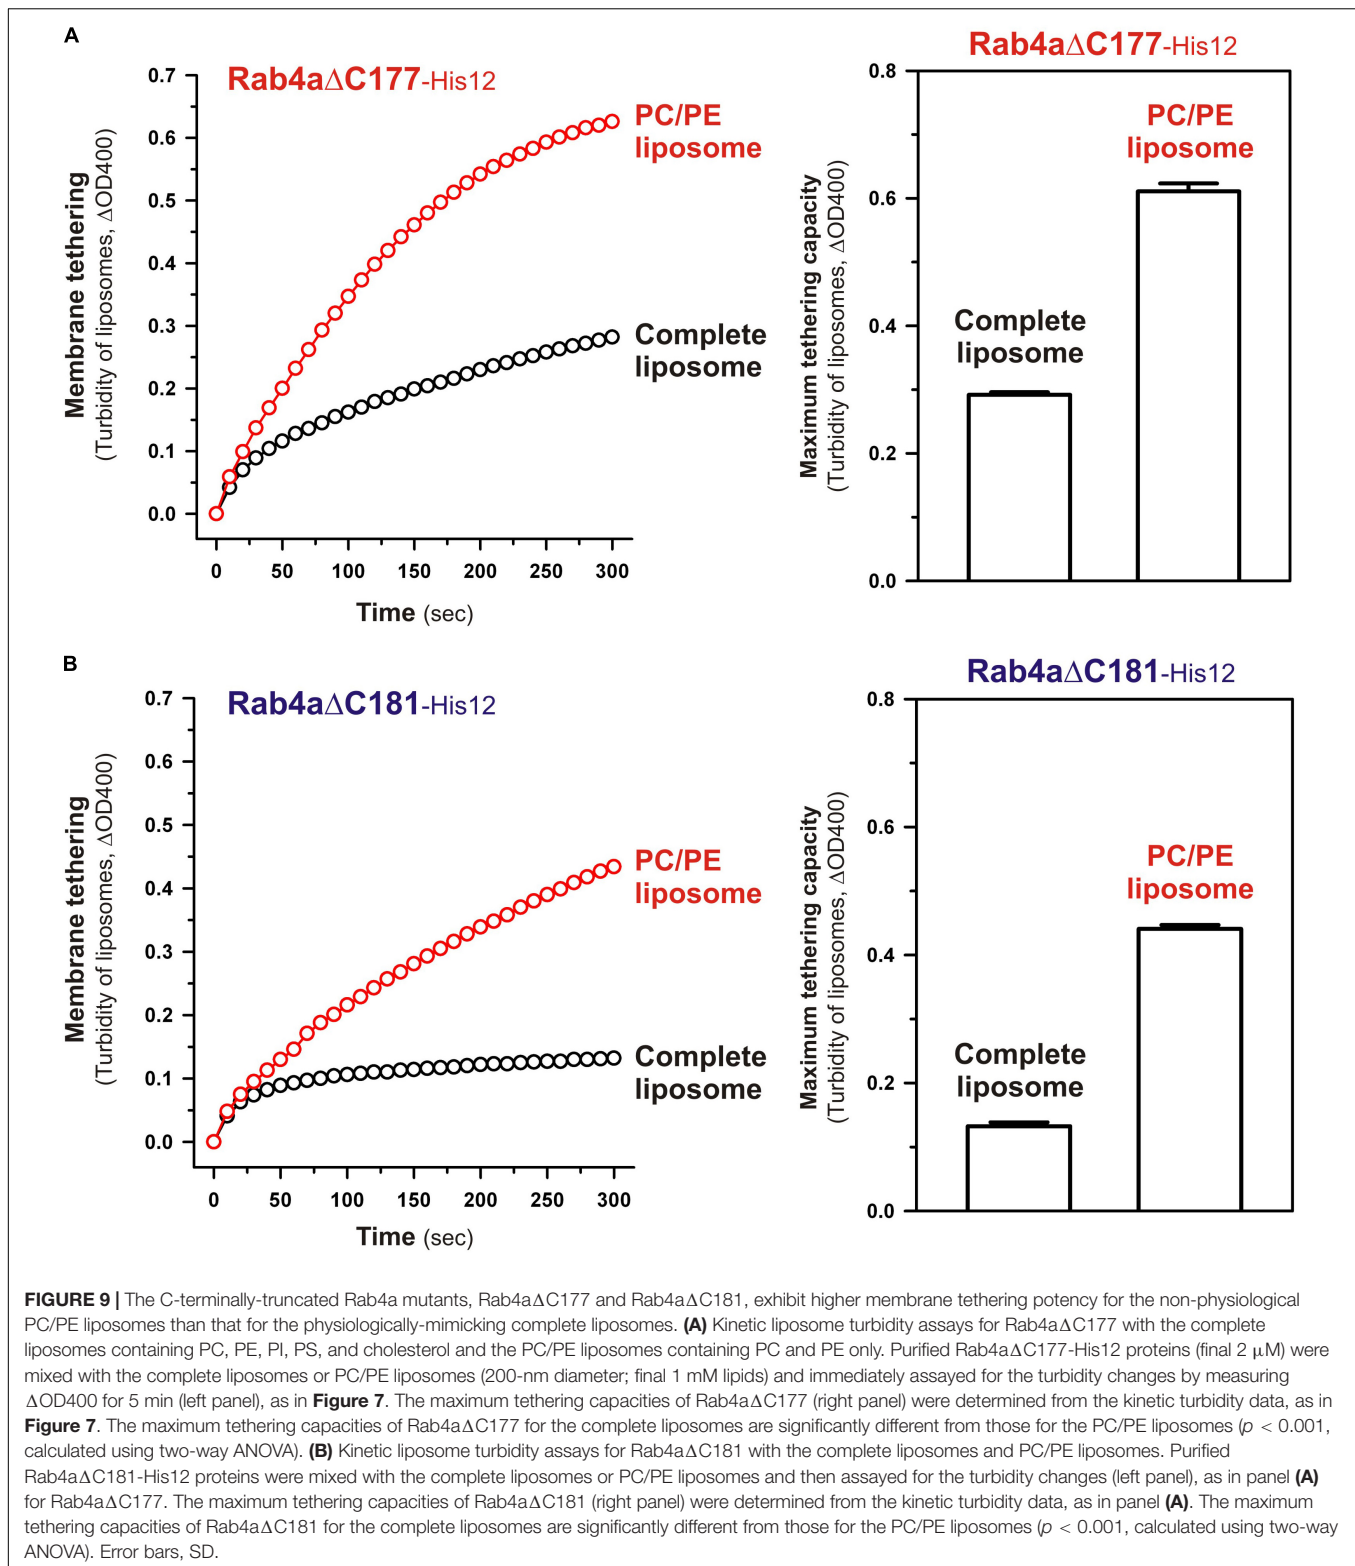 A
Rab4aΔC177-His12
Membrane tethering
(Turbidity of liposomes, ΔOD400)
0.7
0.6
0.5
0.4
0.3
0.2
0.1
0.0
PC/PE
liposome
Complete
liposome
0 50 100 150 200 250 300
Time (sec)
Rab4aΔC177-His12
Maximum tethering capacity
(Turbidity of liposomes, ΔOD400)
0.8
0.6
0.4
0.2
0.0
PC/PE
liposome
Complete
liposome
B
Rab4aΔC181-His12
Membrane tethering
(Turbidity of liposomes, ΔOD400)
0.7
0.6
0.5
0.4
0.3
0.2
0.1
0.0
PC/PE
liposome
Complete
liposome
0 50 100 150 200 250 300
Time (sec)
Rab4aΔC181-His12
Maximum tethering capacity
(Turbidity of liposomes, ΔOD400)
0.8
0.6
0.4
0.2
0.0
PC/PE
liposome
Complete
liposome
FIGURE 9 | The C-terminally-truncated Rab4a mutants, Rab4aΔC177 and Rab4aΔC181, exhibit higher membrane tethering potency for the non-physiological
PC/PE liposomes than that for the physiologically-mimicking complete liposomes. (A) Kinetic liposome turbidity assays for Rab4aΔC177 with the complete
liposomes containing PC, PE, PI, PS, and cholesterol and the PC/PE liposomes containing PC and PE only. Purified Rab4aΔC177-His12 proteins (final 2 μM) were
mixed with the complete liposomes or PC/PE liposomes (200-nm diameter; final 1 mM lipids) and immediately assayed for the turbidity changes by measuring
ΔOD400 for 5 min (left panel), as in Figure 7. The maximum tethering capacities of Rab4aΔC177 (right panel) were determined from the kinetic turbidity data, as in
Figure 7. The maximum tethering capacities of Rab4aΔC177 for the complete liposomes are significantly different from those for the PC/PE liposomes (p < 0.001,
calculated using two-way ANOVA). (B) Kinetic liposome turbidity assays for Rab4aΔC181 with the complete liposomes and PC/PE liposomes. Purified
Rab4aΔC181-His12 proteins were mixed with the complete liposomes or PC/PE liposomes and then assayed for the turbidity changes (left panel), as in panel (A)
for Rab4aΔC177. The maximum tethering capacities of Rab4aΔC181 (right panel) were determined from the kinetic turbidity data, as in panel (A). The maximum
tethering capacities of Rab4aΔC181 for the complete liposomes are significantly different from those for the PC/PE liposomes (p < 0.001, calculated using two-way
ANOVA). Error bars, SD.